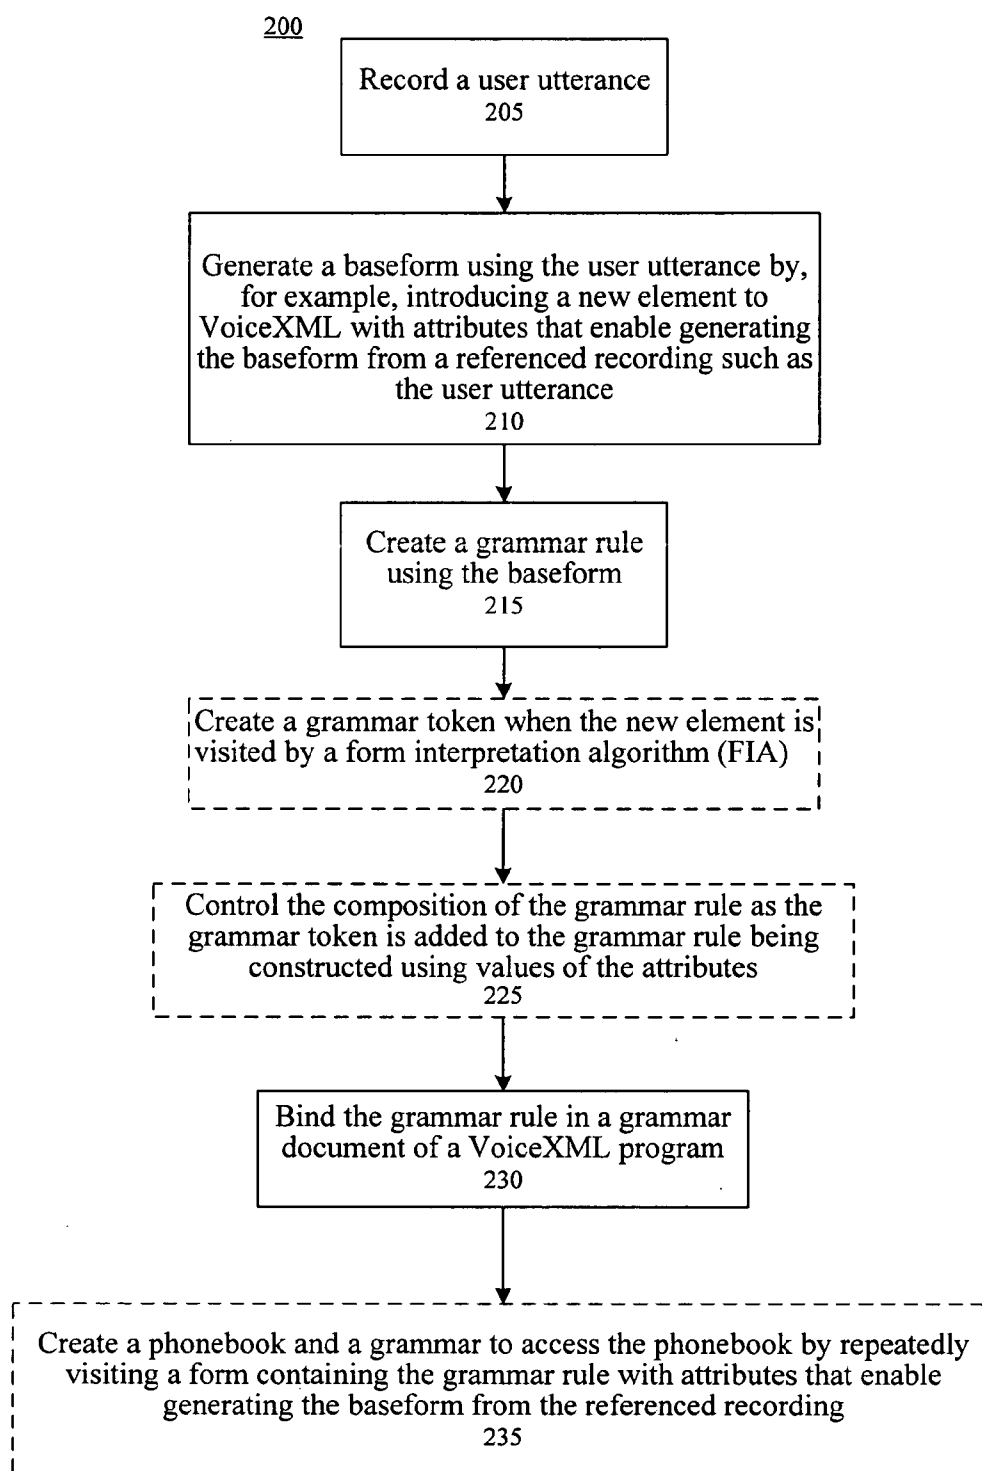 200
Record a user utterance
205
Generate a baseform using the user utterance by,
for example, introducing a new element to
VoiceXML with attributes that enable generating
the baseform from a referenced recording such as
the user utterance
210
Create a grammar rule
using the baseform
215
Create a grammar token when the new element is
visited by a form interpretation algorithm (FIA)
220
Control the composition of the grammar rule as the
grammar token is added to the grammar rule being
constructed using values of the attributes
225
Bind the grammar rule in a grammar
document of a VoiceXML program
230
Create a phonebook and a grammar to access the phonebook by repeatedly
visiting a form containing the grammar rule with attributes that enable
generating the baseform from the referenced recording
235